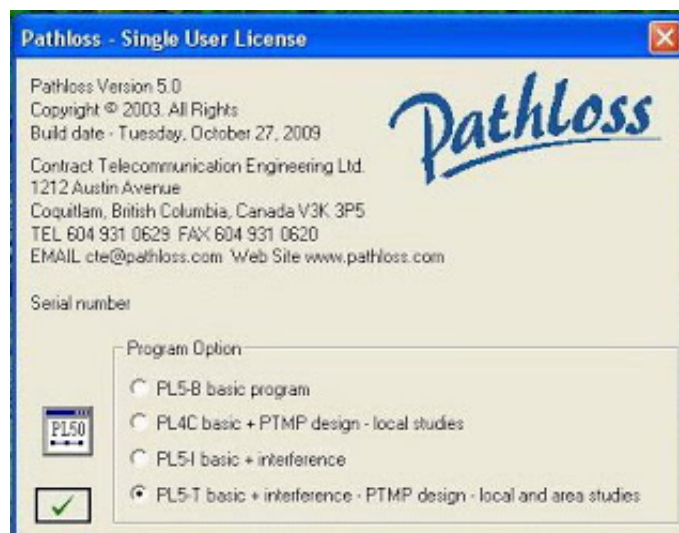 Pathloss - Single User License
Pathloss
Pathloss Version 5.0
Copyright © 2003. All Rights
Build date - Tuesday, October 27, 2009
Contract Telecommunication Engineering Ltd.
1212 Austin Avenue
Coquitlam, British Columbia, Canada V3K 3P5
TEL 604 931 0629 FAX 604 931 0620
EMAIL cte@pathloss.com Web Site www.pathloss.com
Serial number
Program Option
PL5-B basic program
PL4C basic + PTMP design - local studies
PL50
PL5-I basic + interference
PL5-T basic + interference - PTMP design - local and area studies